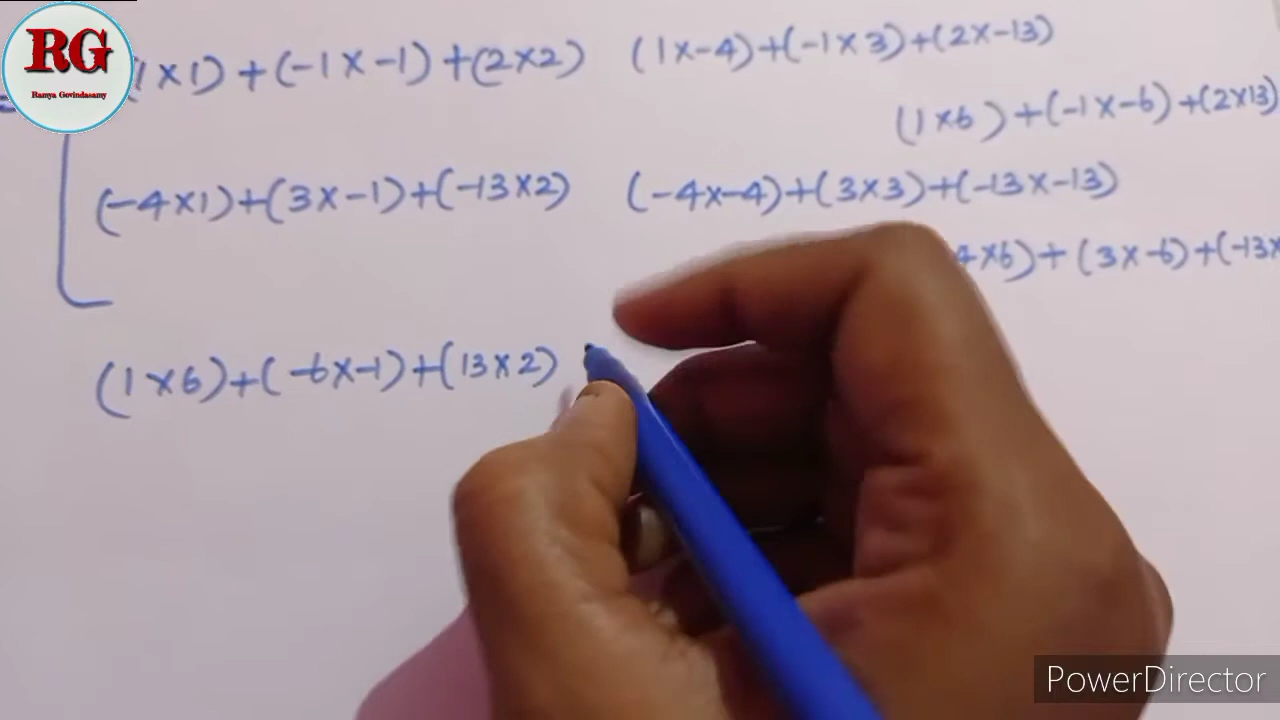 RG
Ramya Govindasamy
(1×1)+(-1×-1)+(2×2) (1×-4)+(-1×3)+(2×-13)
(1×6)+(-1×-6)+(2×13)
(-4×1)+(3×-1)+(-13×2) (-4×-4)+(3×3)+(-13×-13)
4×6)+(3×-6)+(-13×
(1×6)+(-6×-1)+(13×2)
PowerDirector